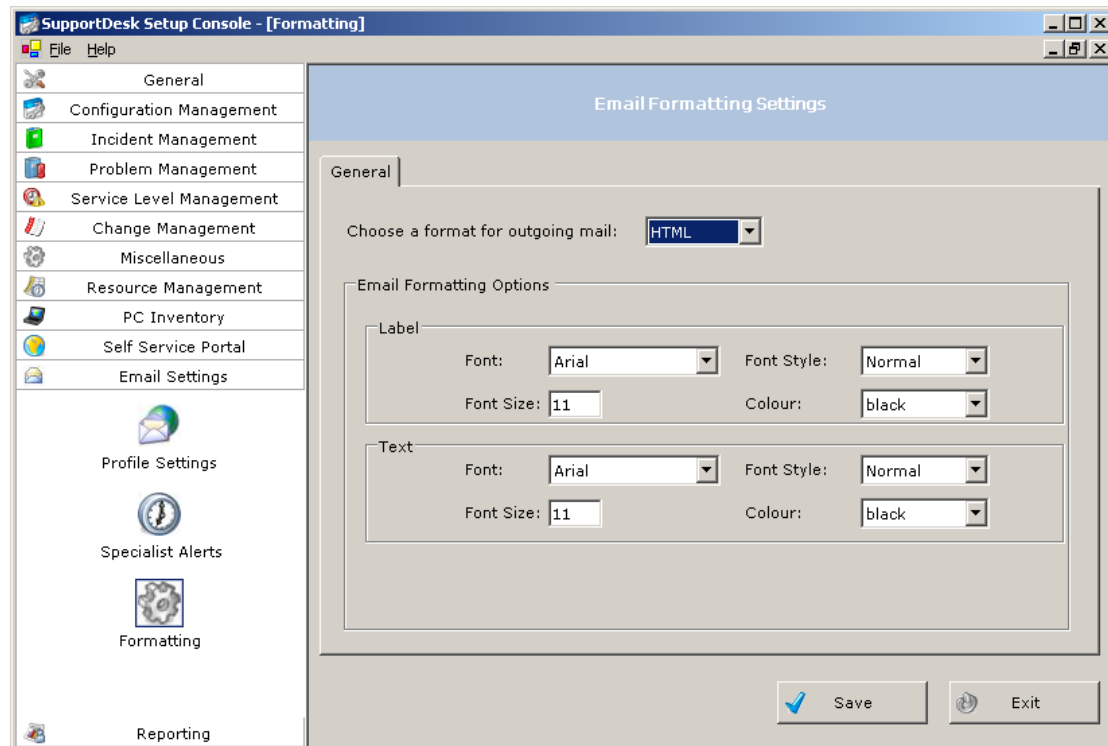 SupportDesk Setup Console - [Formatting]
File Help
General
Configuration Management
Incident Management
Problem Management
Service Level Management
Change Management
Miscellaneous
Resource Management
PC Inventory
Self Service Portal
Email Settings
Profile Settings
Specialist Alerts
Formatting
Reporting
Email Formatting Settings
General
Choose a format for outgoing mail: HTML
Email Formatting Options
Label
Font: Arial Font Style: Normal
Font Size: 11 Colour: black
Text
Font: Arial Font Style: Normal
Font Size: 11 Colour: black
Save Exit